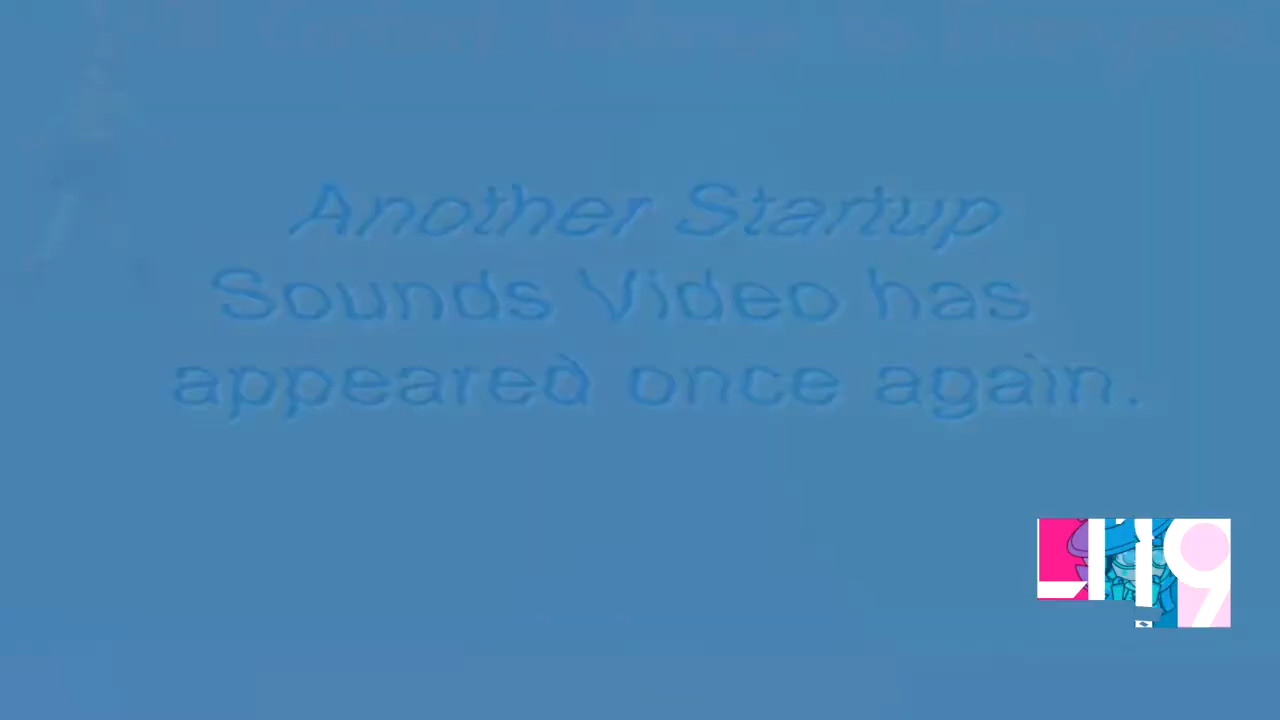 Another Startup
Sounds Video has
appeared once again.